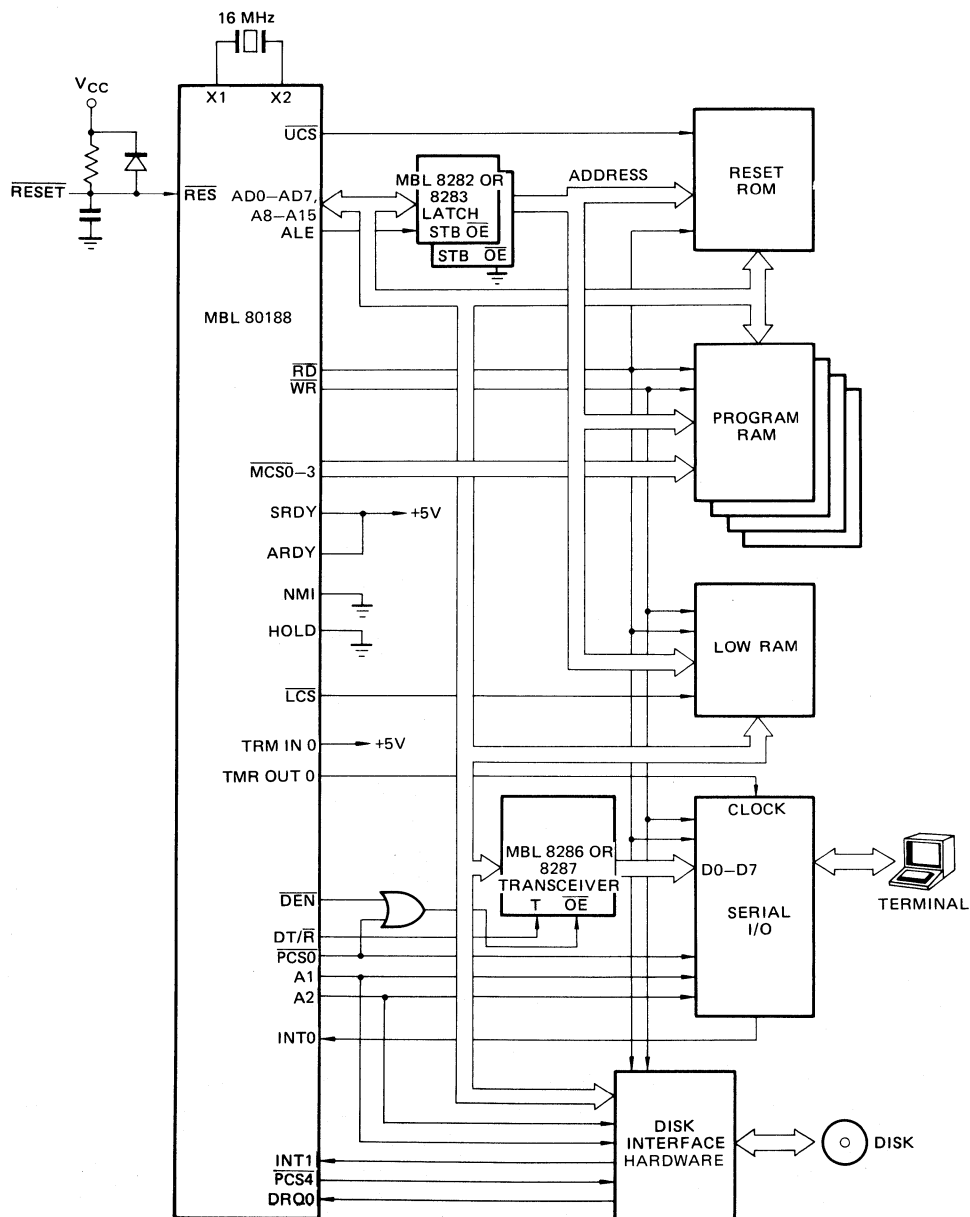 16 MHz
VCC
X1 X2
UCS
RESET
RES
AD0–AD7,
A8–A15
ALE
MBL 8282 OR
8283
LATCH
STB OE
STB OE
ADDRESS
RESET
ROM
MBL 80188
RD
WR
PROGRAM
RAM
MCS0–3
SRDY
+5V
ARDY
NMI
HOLD
LOW RAM
LCS
TRM IN 0
+5V
TMR OUT 0
CLOCK
MBL 8286 OR
8287
TRANSCEIVER
T OE
D0–D7
SERIAL
I/O
TERMINAL
DEN
DT/R
PCS0
A1
A2
INT0
DISK
INTERFACE
HARDWARE
DISK
INT1
PCS4
DRQ0